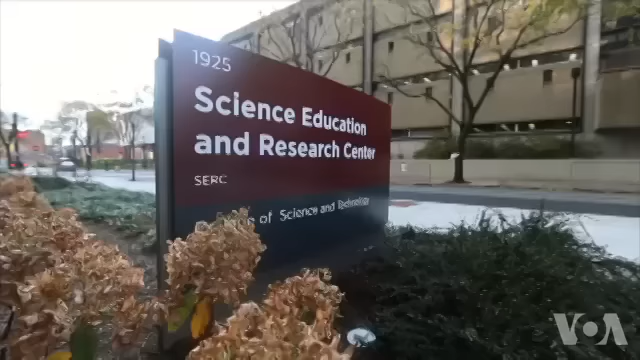 1925
Science Education
and Research Center
SERC
of Science and Technology
VOA